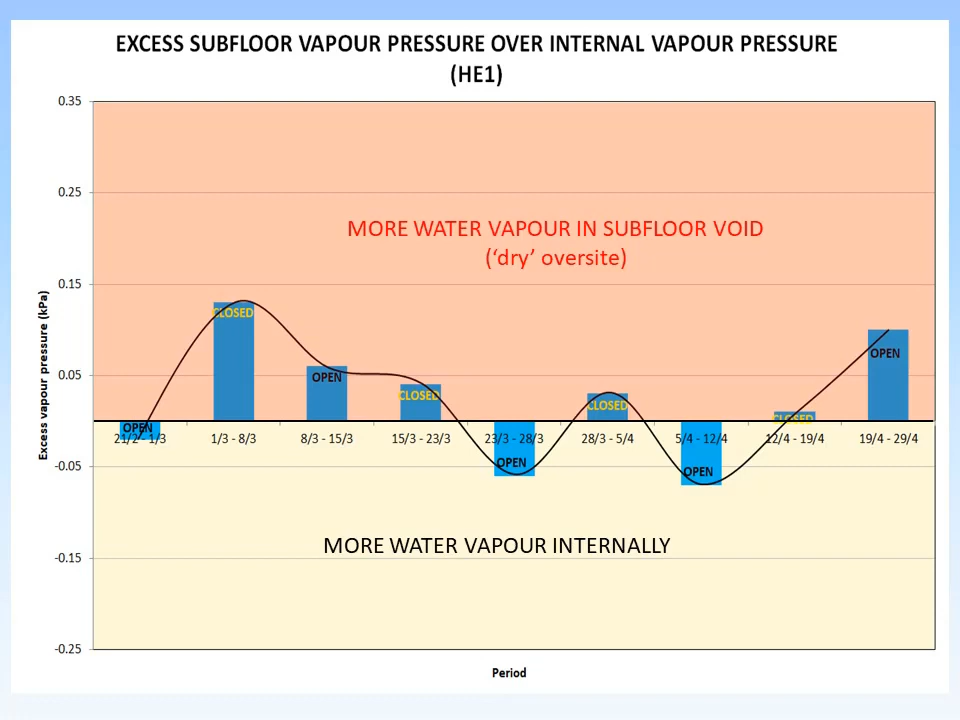 EXCESS SUBFLOOR VAPOUR PRESSURE OVER INTERNAL VAPOUR PRESSURE
(HE1)
0.35
0.25
0.15
0.05
-0.05
-0.15
-0.25
Excess vapour pressure (kPa)
MORE WATER VAPOUR IN SUBFLOOR VOID
(‘dry’ oversite)
CLOSED
OPEN
CLOSED
OPEN
CLOSED
OPEN
CLOSED
OPEN
OPEN
21/2 - 1/3
1/3 - 8/3
8/3 - 15/3
15/3 - 23/3
23/3 - 28/3
28/3 - 5/4
5/4 - 12/4
12/4 - 19/4
19/4 - 29/4
MORE WATER VAPOUR INTERNALLY
Period